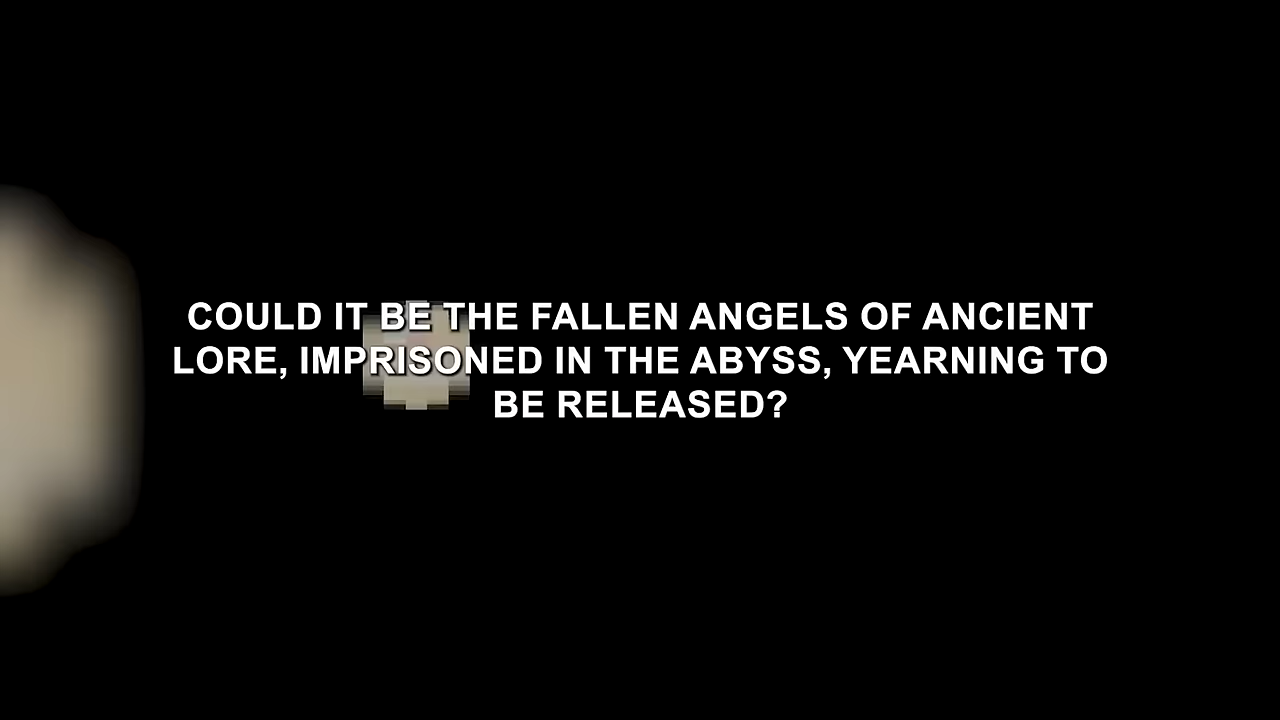 COULD IT BE THE FALLEN ANGELS OF ANCIENT
LORE, IMPRISONED IN THE ABYSS, YEARNING TO
BE RELEASED?